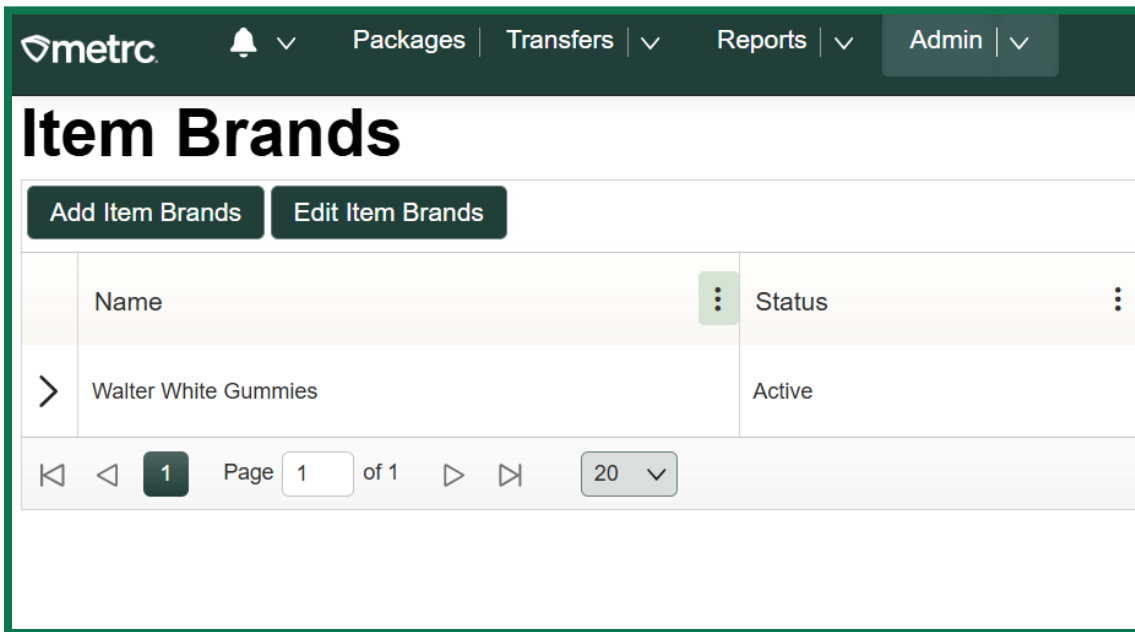 metrc. Packages Transfers Reports Admin
Item Brands
Add Item Brands Edit Item Brands
Name Status
Walter White Gummies Active
1 Page 1 of 1 20